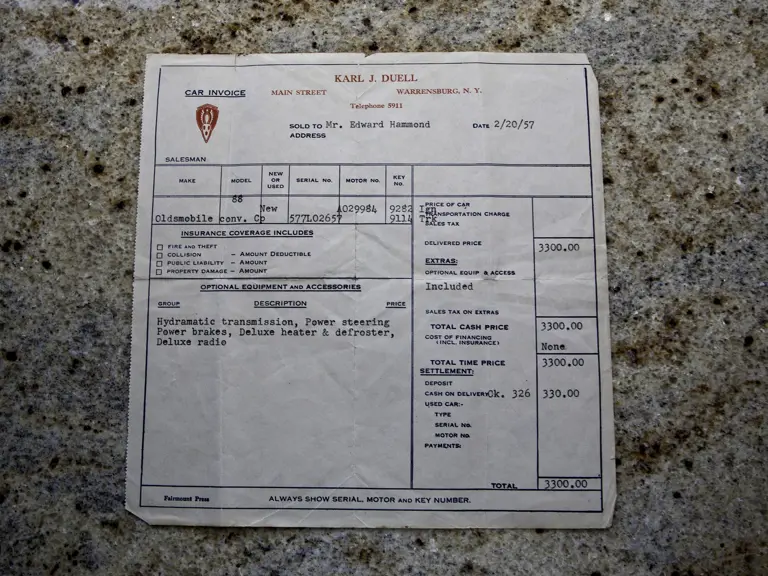 KARL J. DUELL
CAR INVOICE MAIN STREET WARRENSBURG, N. Y.
Telephone 5911
SOLD TO Mr. Edward Hammond DATE 2/20/57
ADDRESS
SALESMAN
MAKE MODEL NEW OR USED SERIAL No. MOTOR No. KEY No.
88
New A029984 9282 Ign
Oldsmobile conv. Cp 577L02657 9114 Trk
PRICE OF CAR
TRANSPORTATION CHARGE
SALES TAX
INSURANCE COVERAGE INCLUDES
FIRE AND THEFT
COLLISION – AMOUNT DEDUCTIBLE
PUBLIC LIABILITY – AMOUNT
PROPERTY DAMAGE – AMOUNT
DELIVERED PRICE 3300.00
EXTRAS:
OPTIONAL EQUIP & ACCESS
Included
OPTIONAL EQUIPMENT AND ACCESSORIES
GROUP DESCRIPTION PRICE
Hydramatic transmission, Power steering
Power brakes, Deluxe heater & defroster,
Deluxe radio
SALES TAX ON EXTRAS
TOTAL CASH PRICE 3300.00
COST OF FINANCING
(INCL. INSURANCE) None
TOTAL TIME PRICE 3300.00
SETTLEMENT:
DEPOSIT
CASH ON DELIVERY Ck. 326 330.00
USED CAR:-
TYPE
SERIAL No.
MOTOR No.
PAYMENTS:
TOTAL 3300.00
Fairmount Press ALWAYS SHOW SERIAL, MOTOR AND KEY NUMBER.